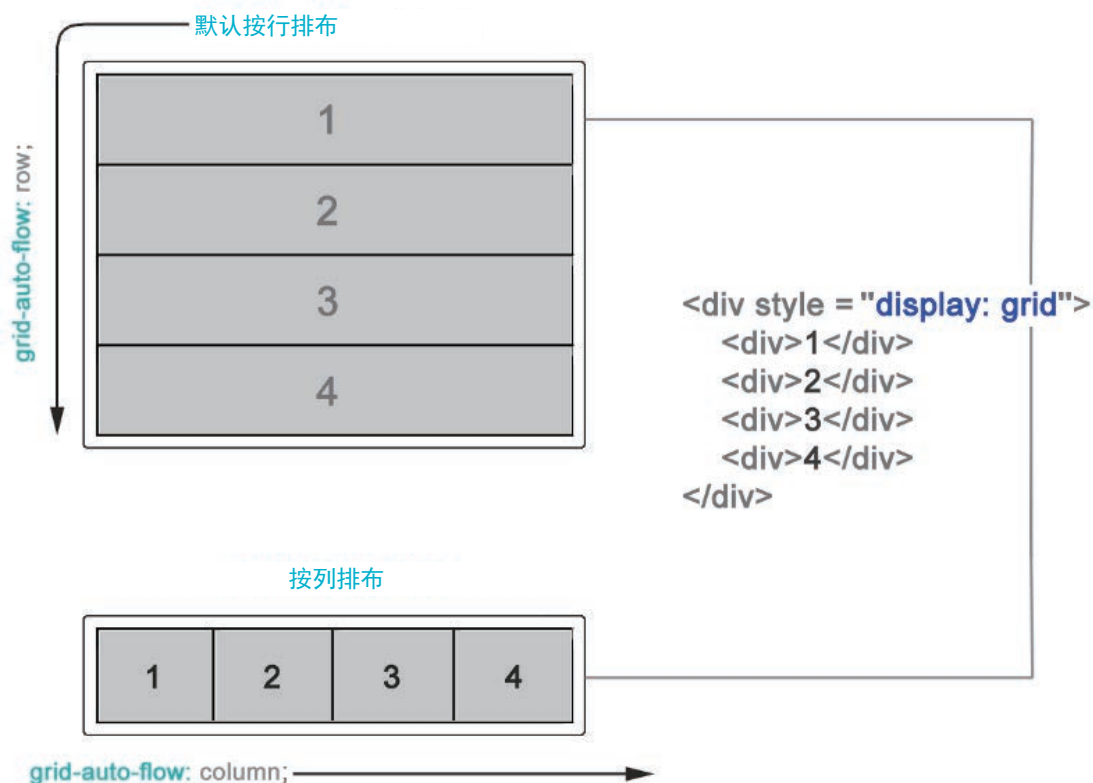 默认按行排布
grid-auto-flow: row;
1
2
3
4
<div style = "display: grid">
<div>1</div>
<div>2</div>
<div>3</div>
<div>4</div>
</div>
按列排布
1 2 3 4
grid-auto-flow: column;